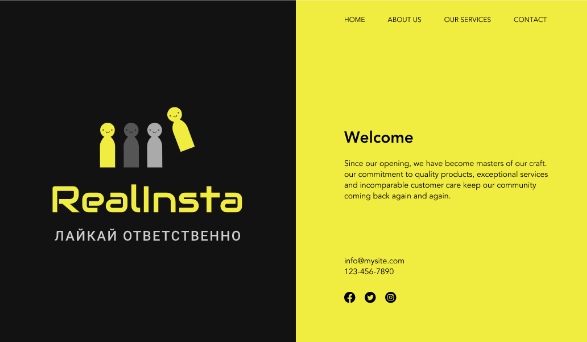 HOME ABOUT US OUR SERVICES CONTACT
RealInsta
ЛАЙКАЙ ОТВЕТСТВЕННО
Welcome
Since our opening, we have become masters of our craft.
our commitment to quality products, exceptional services
and incomparable customer care keep our community
coming back again and again.
info@mysite.com
123-456-7890